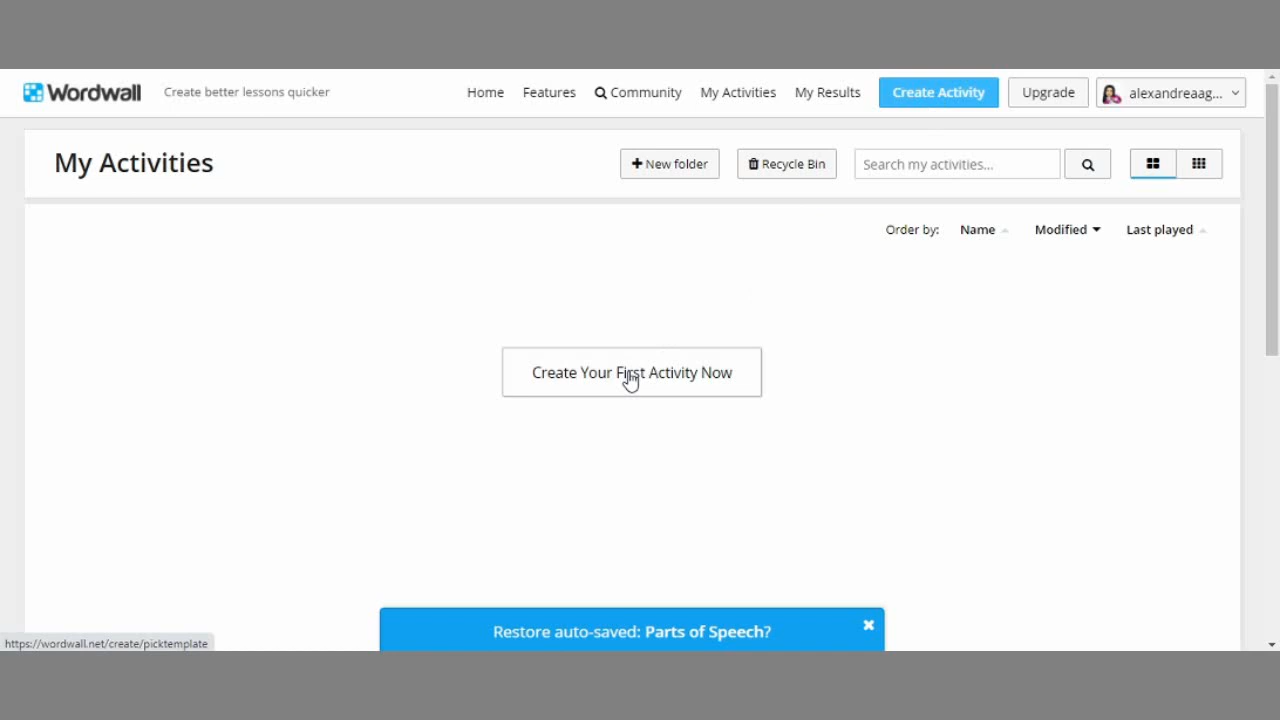 Wordwall Create better lessons quicker Home Features Community My Activities My Results Create Activity Upgrade alexandreaag...
My Activities New folder Recycle Bin Search my activities...
Order by: Name Modified Last played
Create Your First Activity Now
Restore auto-saved: Parts of Speech?
https://wordwall.net/create/picktemplate